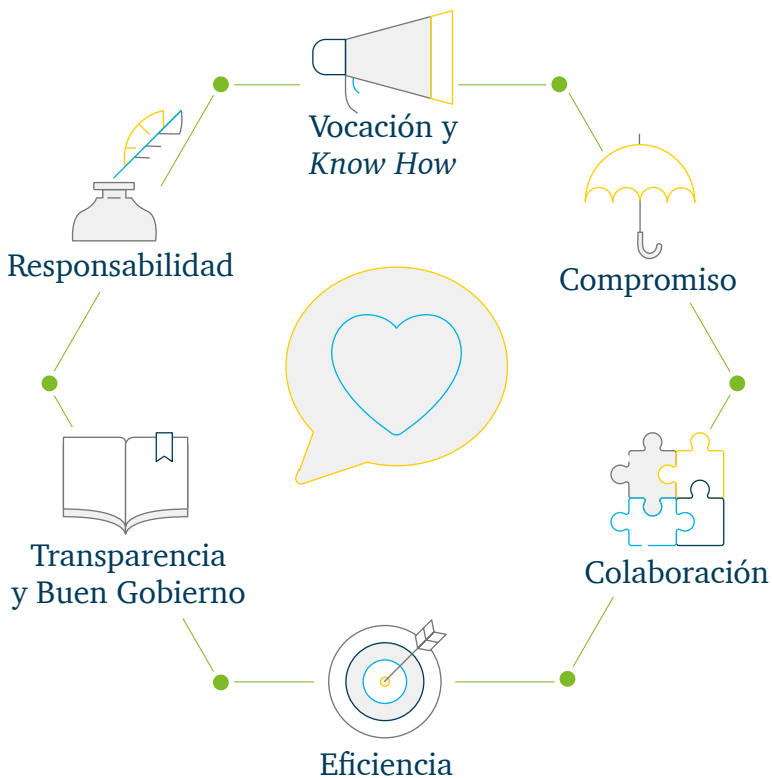 Vocación y
Know How
Responsabilidad
Compromiso
Transparencia
y Buen Gobierno
Colaboración
Eficiencia